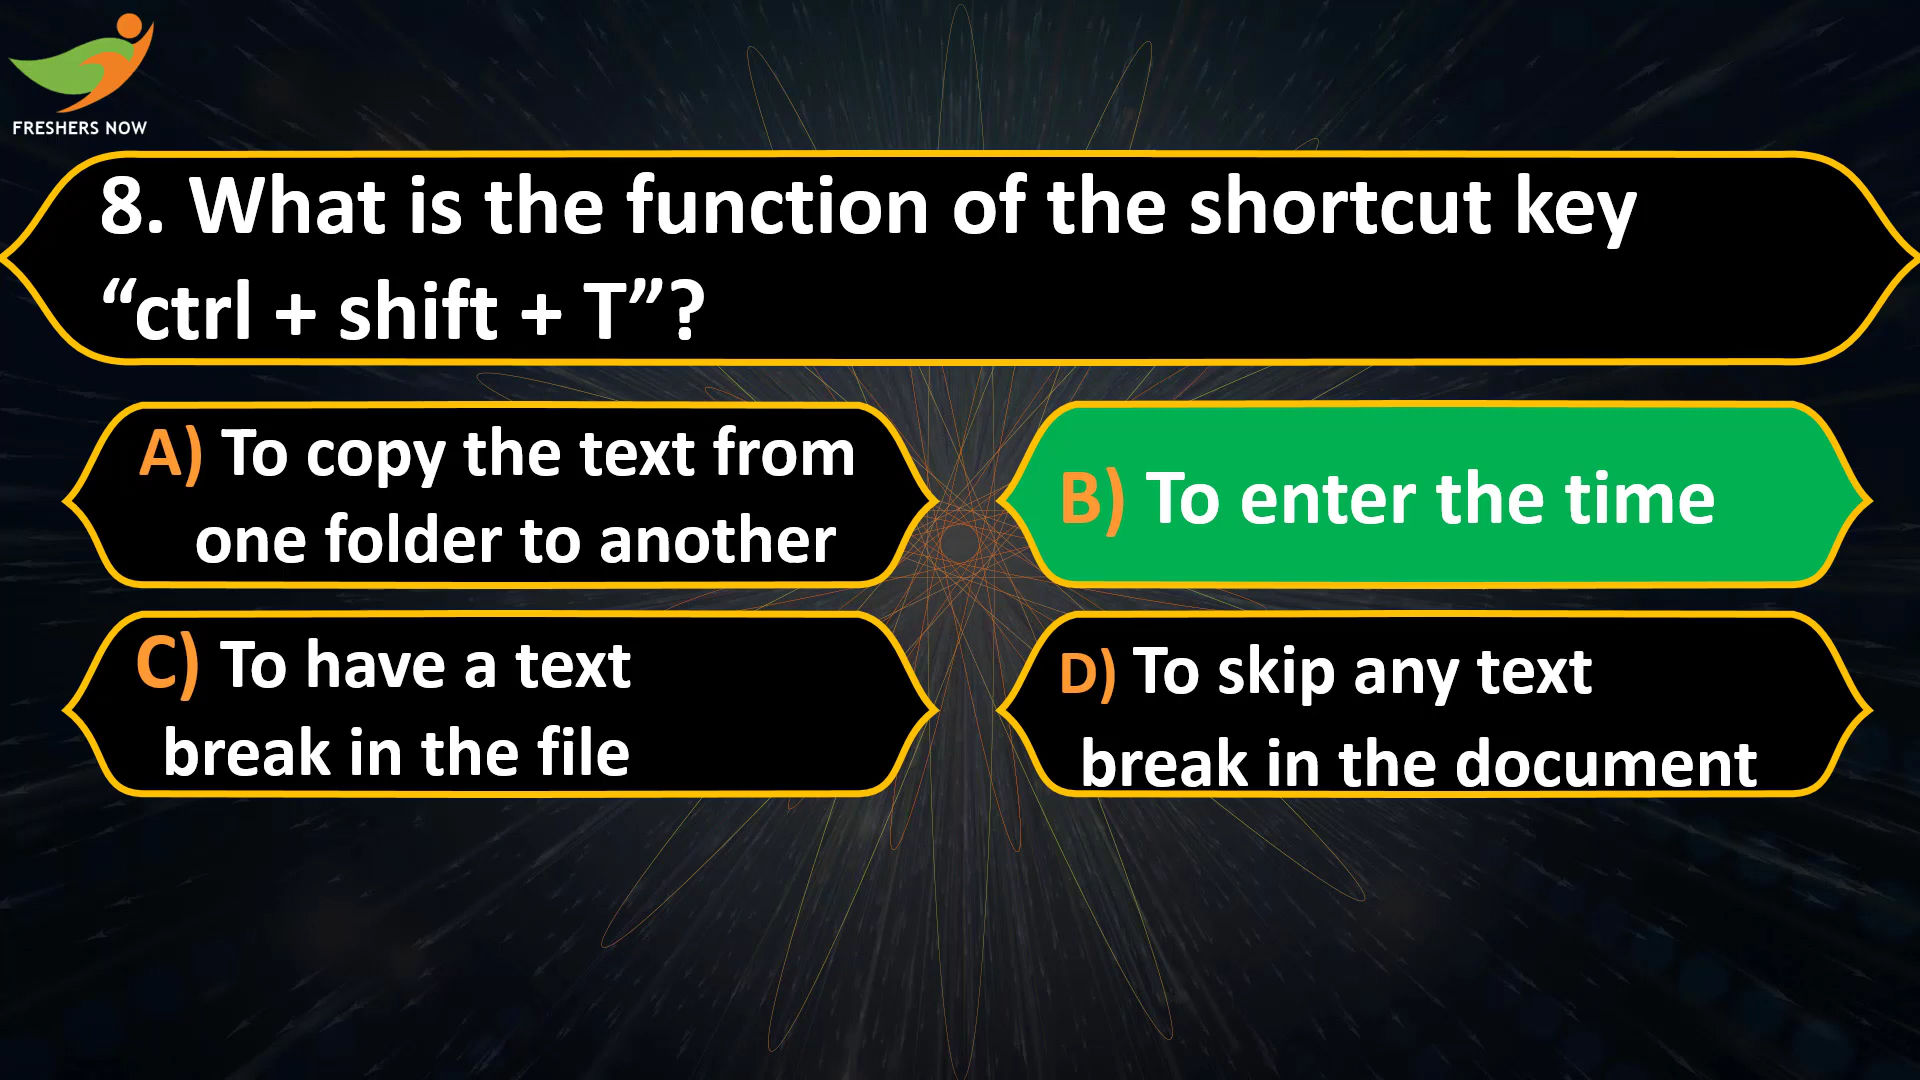 FRESHERS NOW
8. What is the function of the shortcut key
“ctrl + shift + T”?
A) To copy the text from
one folder to another
B) To enter the time
C) To have a text
break in the file
D) To skip any text
break in the document